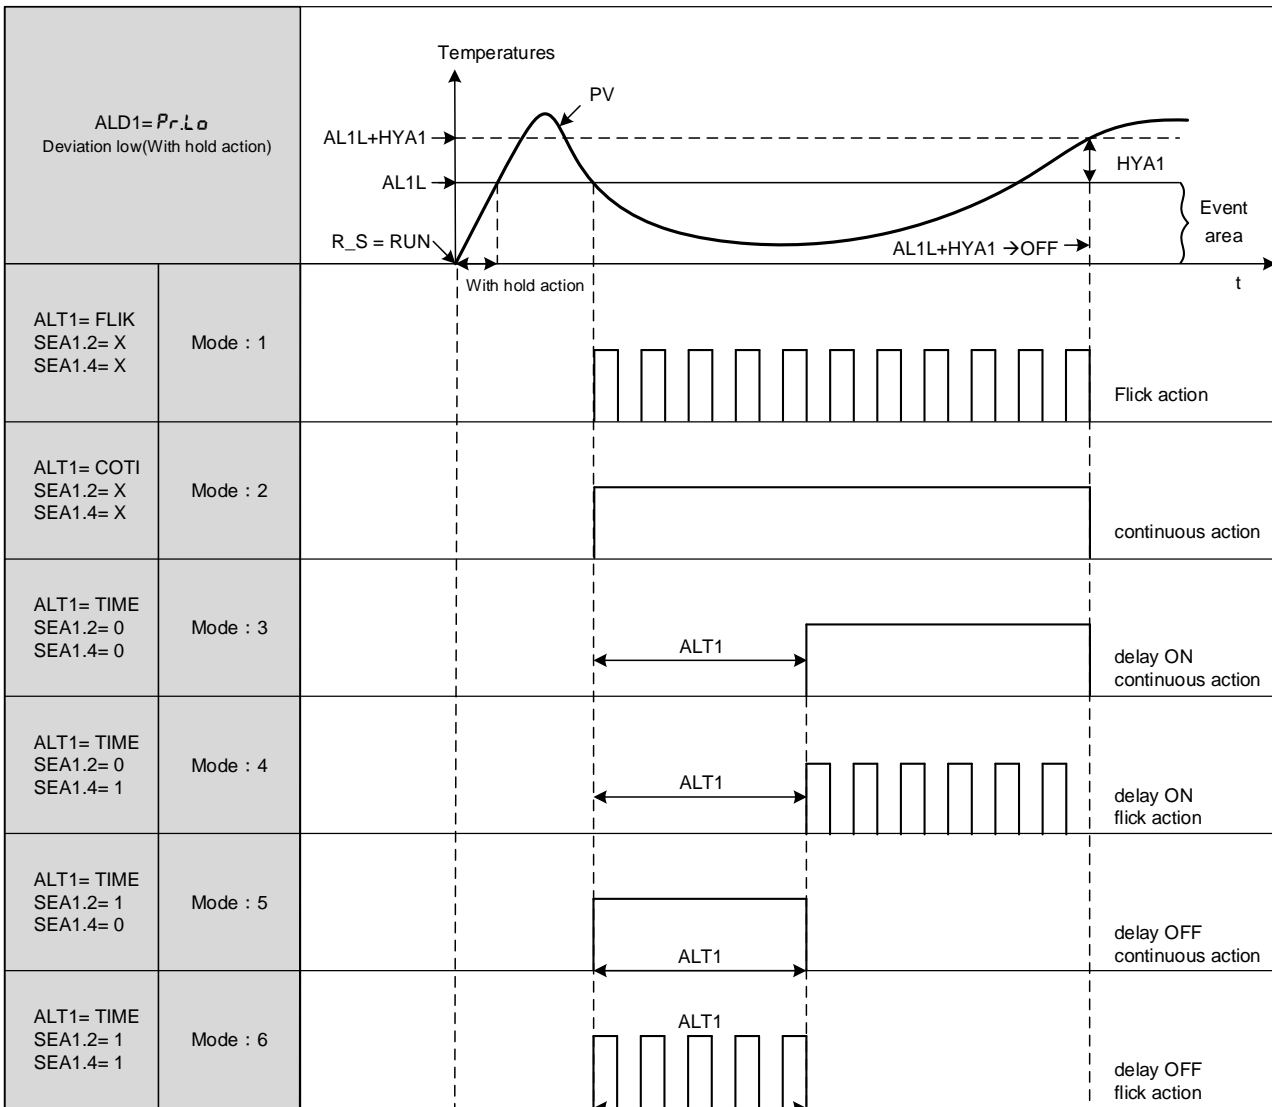 Temperatures
PV
ALD1= Pr.Lo
Deviation low(With hold action)
AL1L+HYA1
AL1L
HYA1
Event
area
R_S = RUN
AL1L+HYA1 →OFF
With hold action
t
ALT1= FLIK
SEA1.2= X
SEA1.4= X
Mode : 1
Flick action
ALT1= COTI
SEA1.2= X
SEA1.4= X
Mode : 2
continuous action
ALT1= TIME
SEA1.2= 0
SEA1.4= 0
Mode : 3
ALT1
delay ON
continuous action
ALT1= TIME
SEA1.2= 0
SEA1.4= 1
Mode : 4
ALT1
delay ON
flick action
ALT1= TIME
SEA1.2= 1
SEA1.4= 0
Mode : 5
ALT1
delay OFF
continuous action
ALT1= TIME
SEA1.2= 1
SEA1.4= 1
Mode : 6
ALT1
delay OFF
flick action